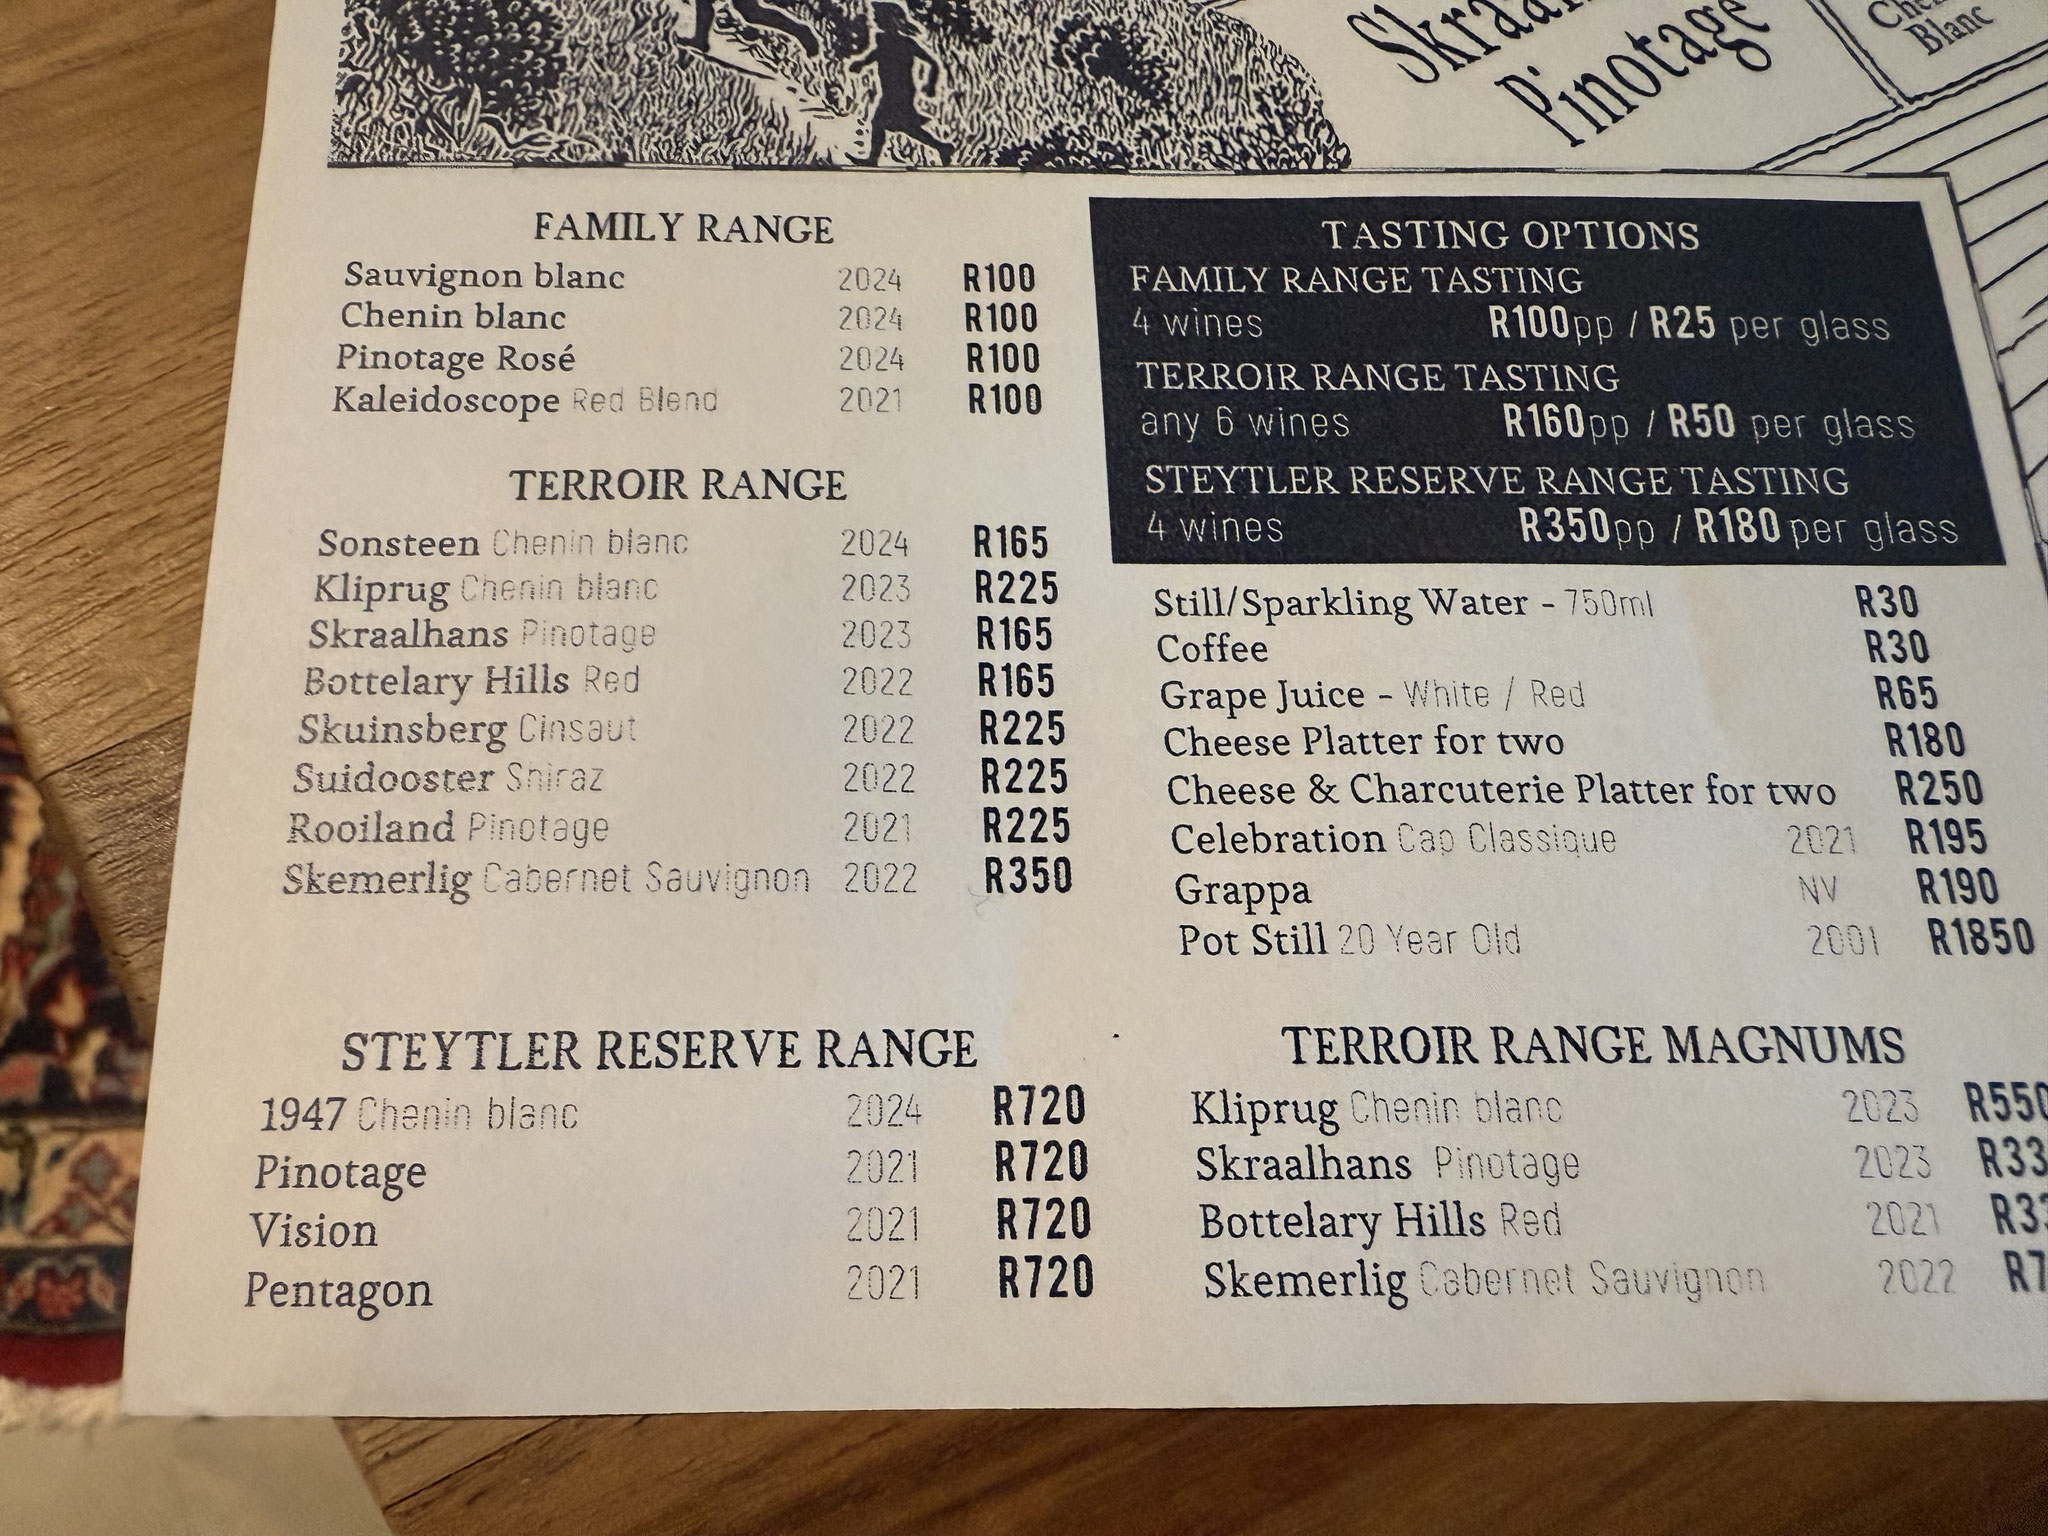 Pinotage
Blanc
FAMILY RANGE
Sauvignon blanc 2024 R100
Chenin blanc 2024 R100
Pinotage Rosé 2024 R100
Kaleidoscope Red Blend 2021 R100
TERROIR RANGE
Sonsteen Chenin blanc 2024 R165
Kliprug Chenin blanc 2023 R225
Skraalhans Pinotage 2023 R165
Bottelary Hills Red 2022 R165
Skuinsberg Cinsaut 2022 R225
Suidooster Shiraz 2022 R225
Rooiland Pinotage 2021 R225
Skemerlig Cabernet Sauvignon 2022 R350
STEYTLER RESERVE RANGE
1947 Chenin blanc 2024 R720
Pinotage 2021 R720
Vision 2021 R720
Pentagon 2021 R720
TASTING OPTIONS
FAMILY RANGE TASTING
4 wines R100pp / R25 per glass
TERROIR RANGE TASTING
any 6 wines R160pp / R50 per glass
STEYTLER RESERVE RANGE TASTING
4 wines R350pp / R180 per glass
Still/Sparkling Water - 750ml R30
Coffee R30
Grape Juice - White / Red R65
Cheese Platter for two R180
Cheese & Charcuterie Platter for two R250
Celebration Cap Classique 2021 R195
Grappa NV R190
Pot Still 20 Year Old 2001 R1850
TERROIR RANGE MAGNUMS
Kliprug Chenin blanc 2023 R550
Skraalhans Pinotage 2023
Bottelary Hills Red 2021
Skemerlig Cabernet Sauvignon 2022